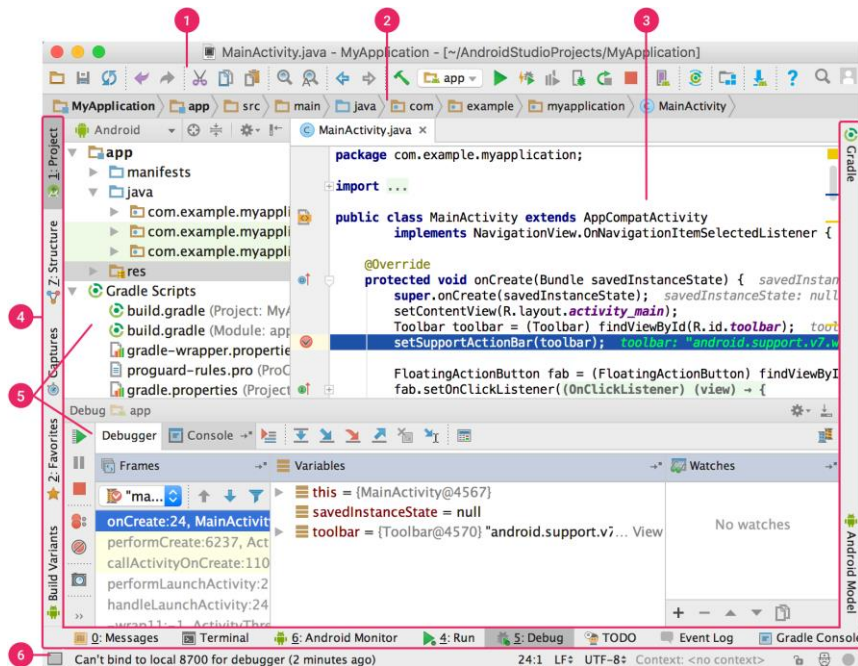 1
2
3
MainActivity.java - MyApplication - [~/AndroidStudioProjects/MyApplication]
app
?
MyApplication
app
src
main
java
com
example
myapplication
MainActivity
1: Project
Z: Structure
4
Captures
5
2: Favorites
Build Variants
Android
app
manifests
java
com.example.myappli
com.example.myappli
com.example.myappli
res
Gradle Scripts
build.gradle (Project: MyA
build.gradle (Module: app
gradle-wrapper.propertie
proguard-rules.pro (ProG
gradle.properties (Project
MainActivity.java
package com.example.myapplication;
import ...
public class MainActivity extends AppCompatActivity
implements NavigationView.OnNavigationItemSelectedListener {
@Override
protected void onCreate(Bundle savedInstanceState) { savedInstan
super.onCreate(savedInstanceState); savedInstanceState: null
setContentView(R.layout.activity_main);
Toolbar toolbar = (Toolbar) findViewById(R.id.toolbar); tool
setSupportActionBar(toolbar); toolbar: "android.support.v7.w
FloatingActionButton fab = (FloatingActionButton) findViewByI
fab.setOnClickListener((OnClickListener) (view) → {
Gradle
Android Model
Debug app
Debugger
Console
Frames
Variables
Watches
"ma...
onCreate:24, MainActivit
performCreate:6237, Act
callActivityOnCreate:110
performLaunchActivity:2
handleLaunchActivity:24
-wrap11:-1, ActivityThre
this = {MainActivity@4567}
savedInstanceState = null
toolbar = {Toolbar@4570} "android.support.v7... View
No watches
0: Messages
Terminal
6: Android Monitor
4: Run
5: Debug
TODO
Event Log
Gradle Console
6
Can't bind to local 8700 for debugger (2 minutes ago)
24:1 LF UTF-8 Context: <no context>